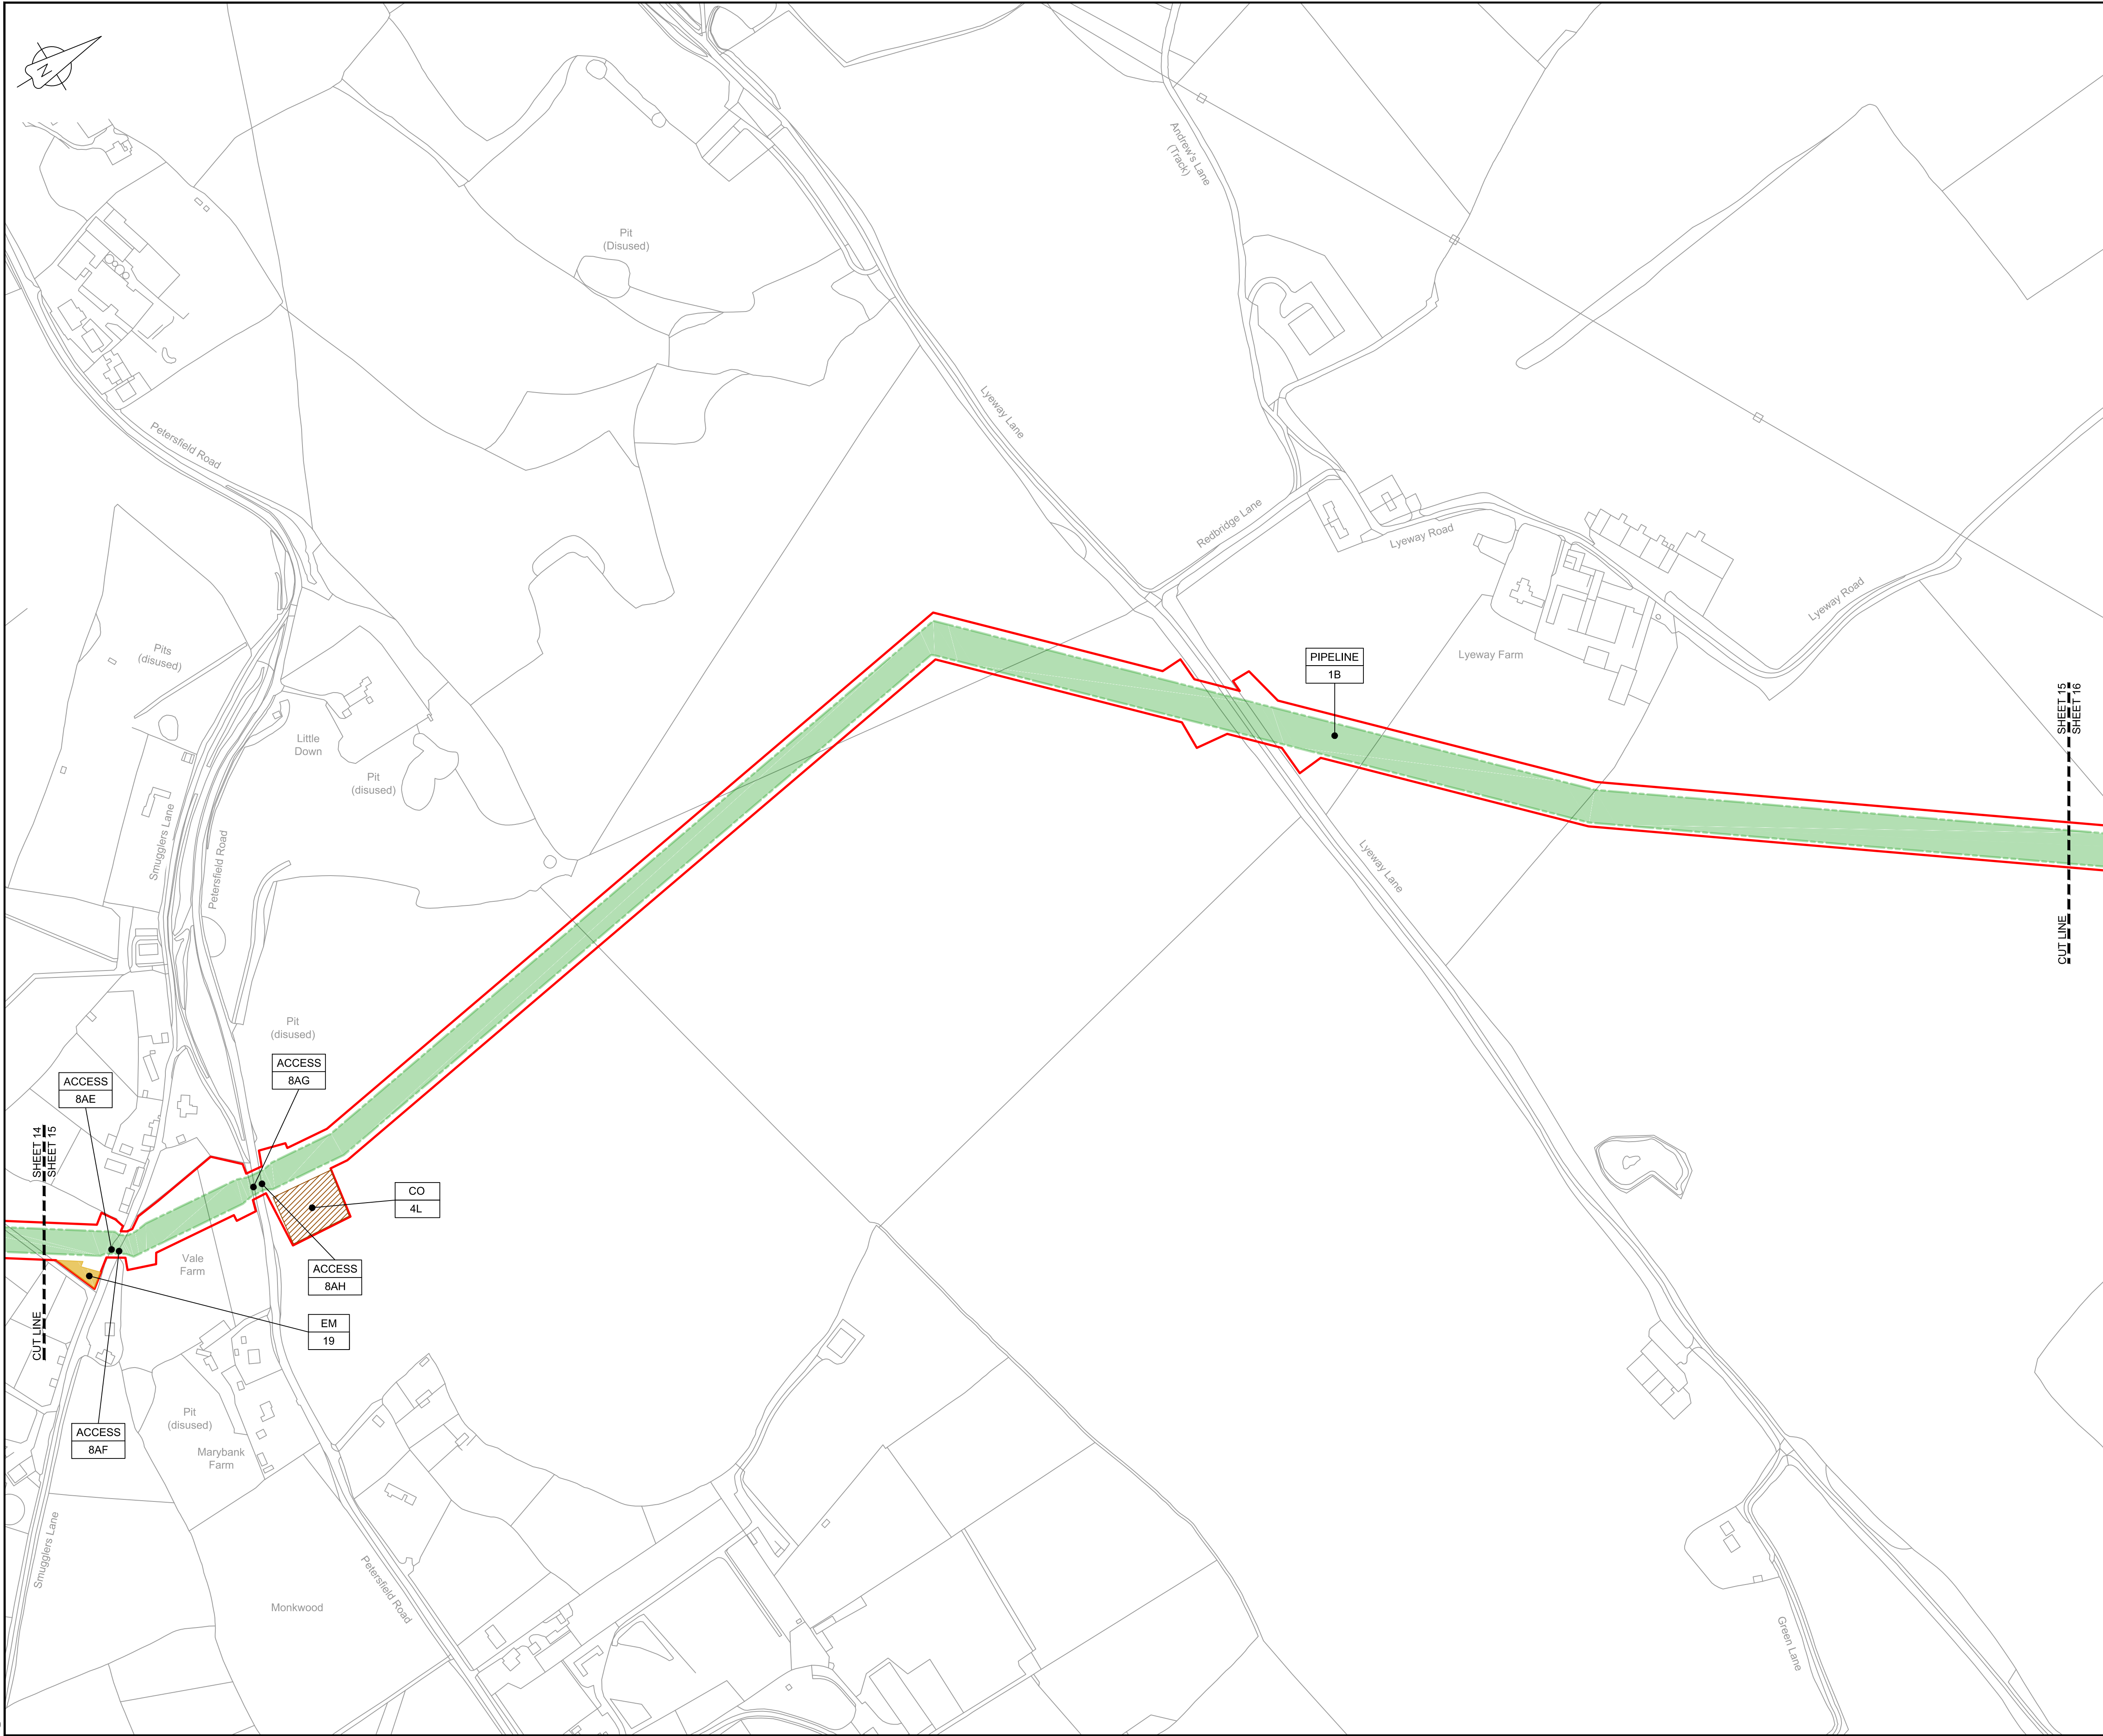 N
Andrew's Lane
(Track)
Pit
(Disused)
Lyeway Lane
Petersfield Road
Redbridge Lane
Lyeway Road
Lyeway Road
Pits
(disused)
Lyeway Farm
PIPELINE
1B
SHEET 15
SHEET 16
CUT LINE
Little
Down
Pit
(disused)
Smugglers Lane
Petersfield Road
Lyeway Lane
Pit
(disused)
ACCESS
8AG
ACCESS
8AE
SHEET 14
SHEET 15
CUT LINE
CO
4L
Vale
Farm
ACCESS
8AH
EM
19
Pit
(disused)
ACCESS
8AF
Marybank
Farm
Smugglers Lane
Petersfield Road
Monkwood
Green Lane